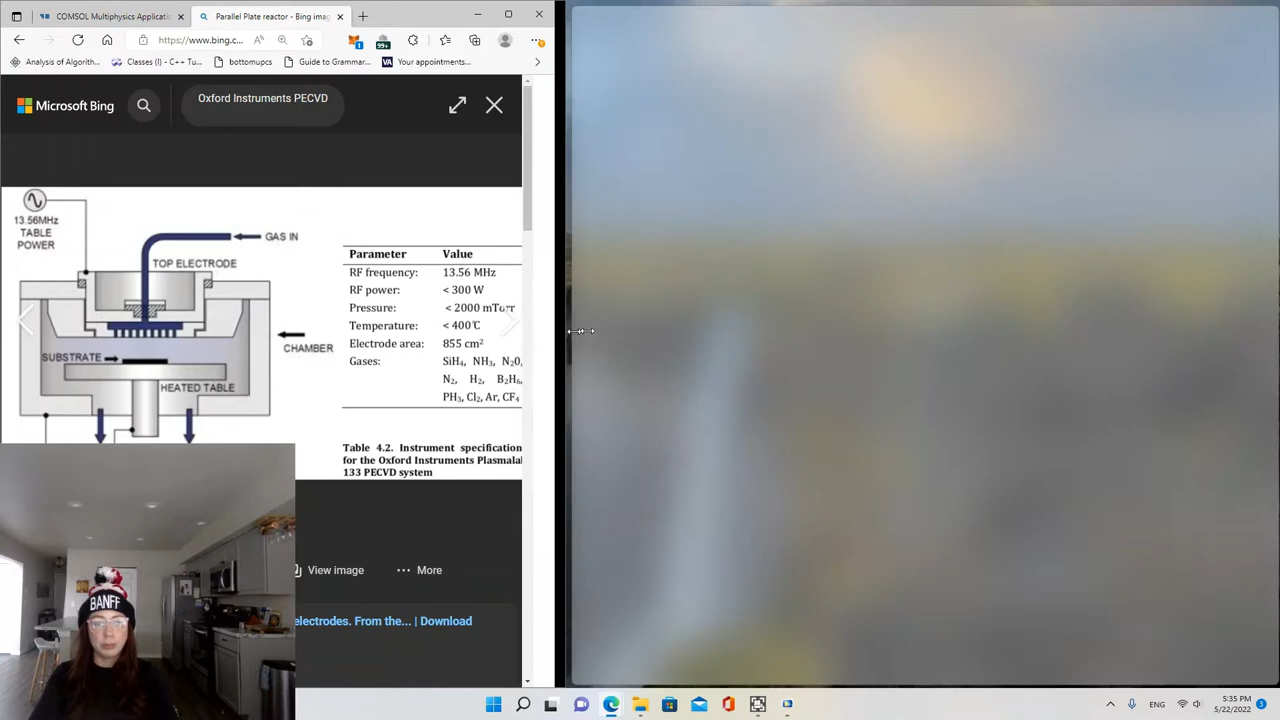 COMSOL Multiphysics Applicatic
Parallel Plate reactor - Bing imag
https://www.bing.c...
1
99+
Analysis of Algorith...
Classes (I) - C++ Tu...
bottomupcs
Guide to Grammar...
VA Your appointments...
Microsoft Bing
Oxford Instruments PECVD
13.56MHz
TABLE
POWER
GAS IN
TOP ELECTRODE
CHAMBER
SUBSTRATE
HEATED TABLE
Parameter Value
RF frequency: 13.56 MHz
RF power: < 300 W
Pressure: < 2000 mTorr
Temperature: < 400℃
Electrode area: 855 cm²
Gases: SiH₄, NH₃, N₂O,
N₂, H₂, B₂H₆,
PH₃, Cl₂, Ar, CF₄
Table 4.2. Instrument specification
for the Oxford Instruments Plasmalal
133 PECVD system
View image
More
electrodes. From the... | Download
BANFF
ENG
5:35 PM
5/22/2022
3